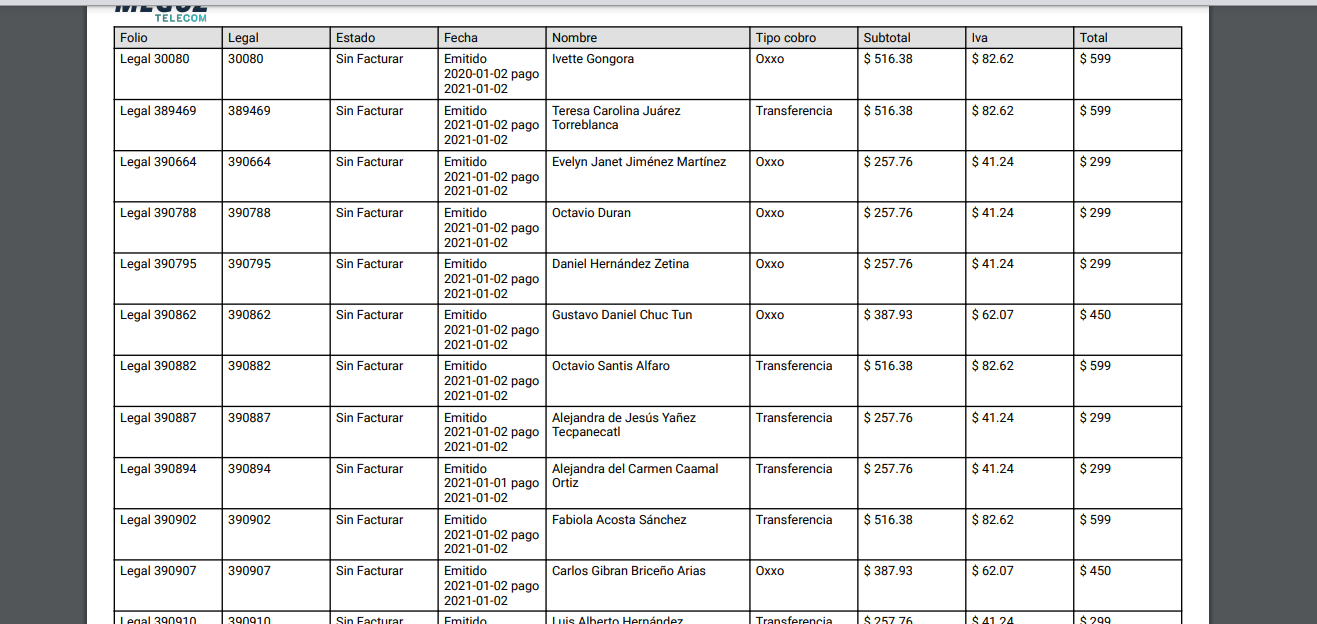 TELECOM
Folio Legal Estado Fecha Nombre Tipo cobro Subtotal Iva Total
Legal 30080 30080 Sin Facturar Emitido Ivette Gongora Oxxo $ 516.38 $ 82.62 $ 599
2020-01-02 pago
2021-01-02
Legal 389469 389469 Sin Facturar Emitido Teresa Carolina Juárez Transferencia $ 516.38 $ 82.62 $ 599
2021-01-02 pago Torreblanca
2021-01-02
Legal 390664 390664 Sin Facturar Emitido Evelyn Janet Jiménez Martínez Oxxo $ 257.76 $ 41.24 $ 299
2021-01-02 pago
2021-01-02
Legal 390788 390788 Sin Facturar Emitido Octavio Duran Oxxo $ 257.76 $ 41.24 $ 299
2021-01-02 pago
2021-01-02
Legal 390795 390795 Sin Facturar Emitido Daniel Hernández Zetina Oxxo $ 257.76 $ 41.24 $ 299
2021-01-02 pago
2021-01-02
Legal 390862 390862 Sin Facturar Emitido Gustavo Daniel Chuc Tun Oxxo $ 387.93 $ 62.07 $ 450
2021-01-02 pago
2021-01-02
Legal 390882 390882 Sin Facturar Emitido Octavio Santis Alfaro Transferencia $ 516.38 $ 82.62 $ 599
2021-01-02 pago
2021-01-02
Legal 390887 390887 Sin Facturar Emitido Alejandra de Jesús Yañez Transferencia $ 257.76 $ 41.24 $ 299
2021-01-02 pago Tecpanecatl
2021-01-02
Legal 390894 390894 Sin Facturar Emitido Alejandra del Carmen Caamal Transferencia $ 257.76 $ 41.24 $ 299
2021-01-01 pago Ortiz
2021-01-02
Legal 390902 390902 Sin Facturar Emitido Fabiola Acosta Sánchez Transferencia $ 516.38 $ 82.62 $ 599
2021-01-02 pago
2021-01-02
Legal 390907 390907 Sin Facturar Emitido Carlos Gibran Briceño Arias Oxxo $ 387.93 $ 62.07 $ 450
2021-01-02 pago
2021-01-02
Legal 390910 390910 Sin Facturar Emitido Luis Alberto Hernández Transferencia $ 257.76 $ 41.24 $ 299